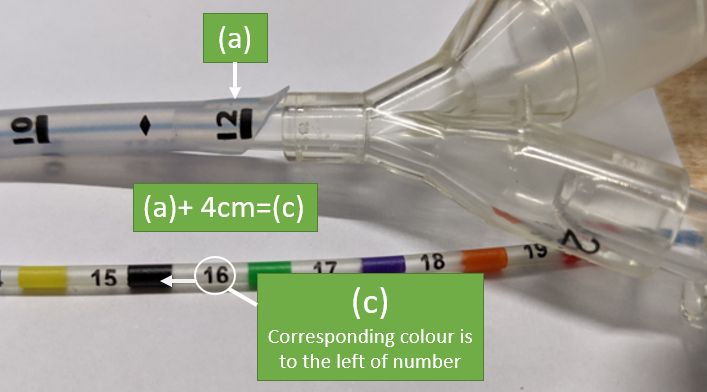 (a)
10
12
(a)+ 4cm=(c)
15
16
17
18
19
(c)
Corresponding colour is
to the left of number